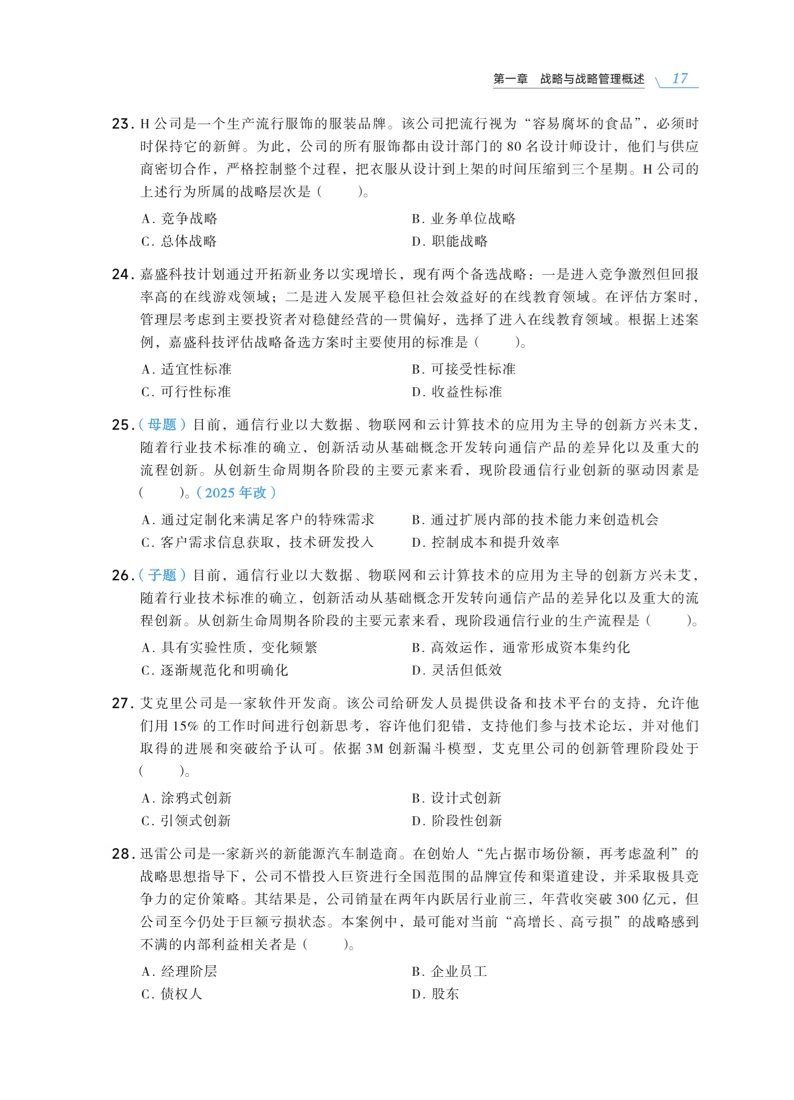 第一章 战略与战略管理概述 17
23. H 公司是一个生产流行服饰的服装品牌。该公司把流行视为“容易腐坏的食品”，必须时
时保持它的新鲜。为此，公司的所有服饰都由设计部门的 80 名设计师设计，他们与供应
商密切合作，严格控制整个过程，把衣服从设计到上架的时间压缩到三个星期。H 公司的
上述行为所属的战略层次是（  ）。
A. 竞争战略 B. 业务单位战略
C. 总体战略 D. 职能战略
24. 嘉盛科技计划通过开拓新业务以实现增长，现有两个备选战略：一是进入竞争激烈但回报
率高的在线游戏领域；二是进入发展平稳但社会效益好的在线教育领域。在评估方案时，
管理层考虑到主要投资者对稳健经营的一贯偏好，选择了进入在线教育领域。根据上述案
例，嘉盛科技评估战略备选方案时主要使用的标准是（  ）。
A. 适宜性标准 B. 可接受性标准
C. 可行性标准 D. 收益性标准
25.（母题）目前，通信行业以大数据、物联网和云计算技术的应用为主导的创新方兴未艾，
随着行业技术标准的确立，创新活动从基础概念开发转向通信产品的差异化以及重大的
流程创新。从创新生命周期各阶段的主要元素来看，现阶段通信行业创新的驱动因素是
（  ）。（2025 年改）
A. 通过定制化来满足客户的特殊需求 B. 通过扩展内部的技术能力来创造机会
C. 客户需求信息获取，技术研发投入 D. 控制成本和提升效率
26.（子题）目前，通信行业以大数据、物联网和云计算技术的应用为主导的创新方兴未艾，
随着行业技术标准的确立，创新活动从基础概念开发转向通信产品的差异化以及重大的流
程创新。从创新生命周期各阶段的主要元素来看，现阶段通信行业的生产流程是（  ）。
A. 具有实验性质，变化频繁 B. 高效运作，通常形成资本集约化
C. 逐渐规范化和明确化 D. 灵活但低效
27. 艾克里公司是一家软件开发商。该公司给研发人员提供设备和技术平台的支持，允许他
们用 15% 的工作时间进行创新思考，容许他们犯错，支持他们参与技术论坛，并对他们
取得的进展和突破给予认可。依据 3M 创新漏斗模型，艾克里公司的创新管理阶段处于
（  ）。
A. 涂鸦式创新 B. 设计式创新
C. 引领式创新 D. 阶段性创新
28. 迅雷公司是一家新兴的新能源汽车制造商。在创始人“先占据市场份额，再考虑盈利”的
战略思想指导下，公司不惜投入巨资进行全国范围的品牌宣传和渠道建设，并采取极具竞
争力的定价策略。其结果是，公司销量在两年内跃居行业前三，年营收突破 300 亿元，但
公司至今仍处于巨额亏损状态。本案例中，最可能对当前“高增长、高亏损”的战略感到
不满的内部利益相关者是（  ）。
A. 经理阶层 B. 企业员工
C. 债权人 D. 股东